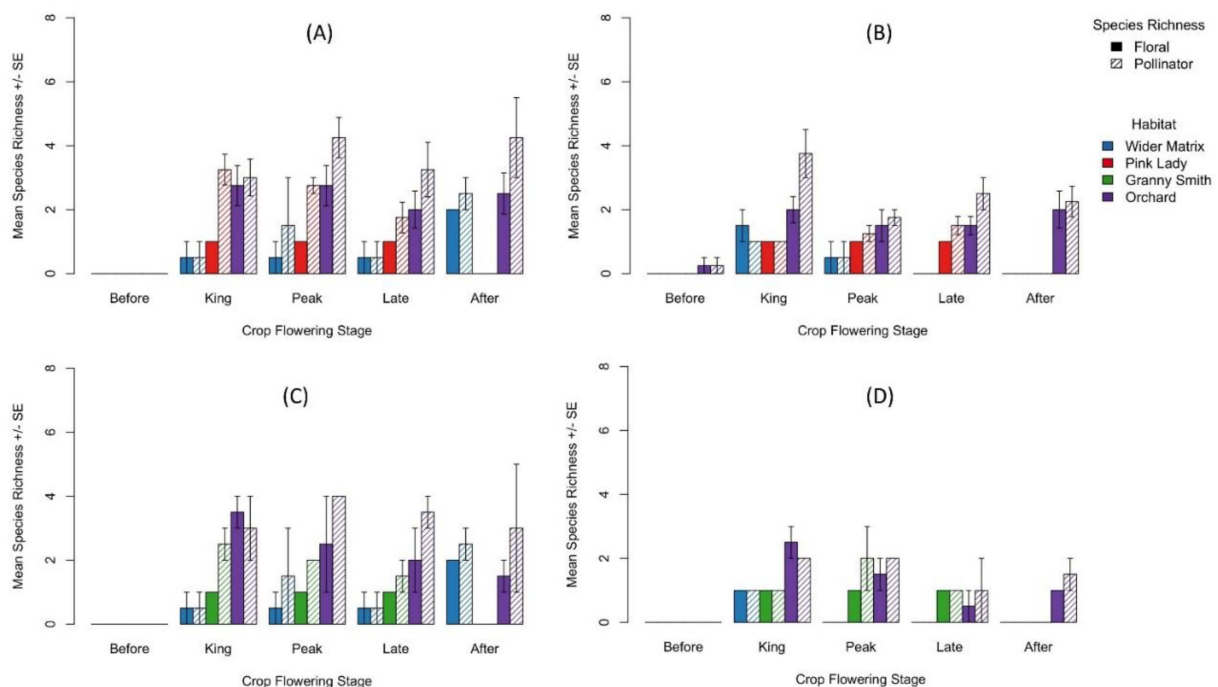 (A)
Mean Species Richness +/- SE
8
6
4
2
0
Before King Peak Late After
Crop Flowering Stage
(B)
Mean Species Richness +/- SE
8
6
4
2
0
Before King Peak Late After
Crop Flowering Stage
Species Richness
Floral
Pollinator
Habitat
Wider Matrix
Pink Lady
Granny Smith
Orchard
(C)
Mean Species Richness +/- SE
8
6
4
2
0
Before King Peak Late After
Crop Flowering Stage
(D)
Mean Species Richness +/- SE
8
6
4
2
0
Before King Peak Late After
Crop Flowering Stage